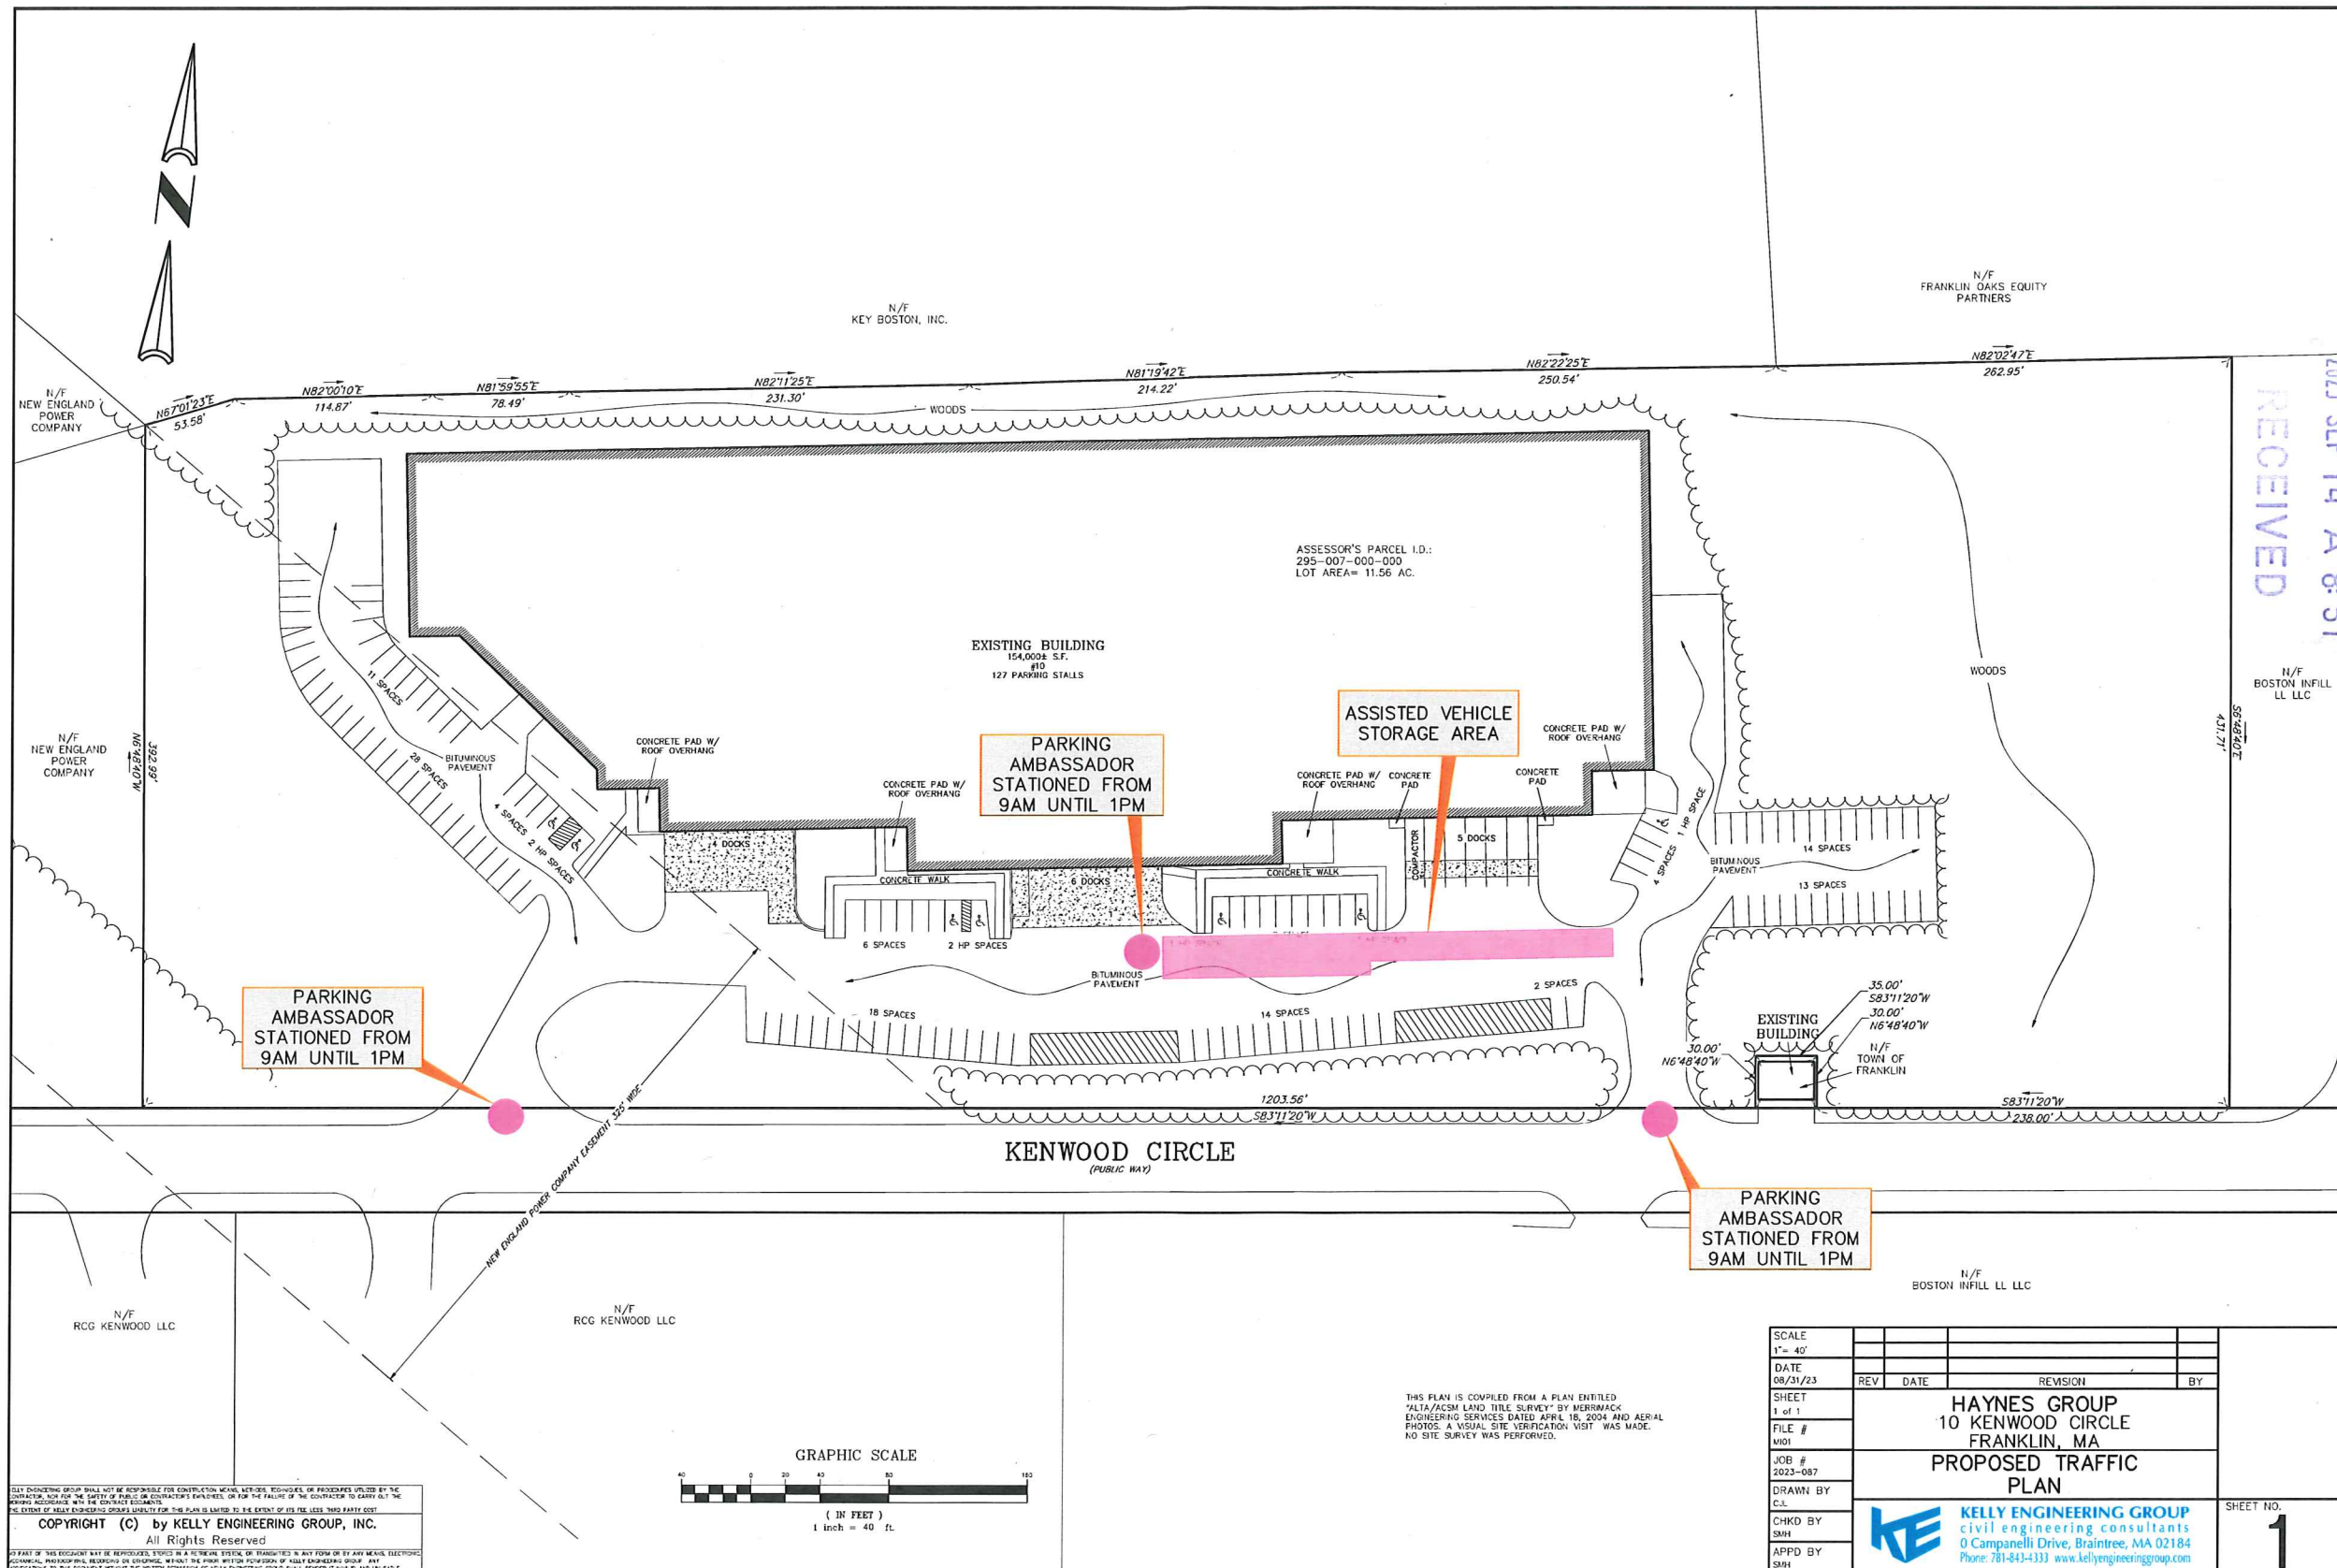 N
N/F
KEY BOSTON, INC.
N/F
FRANKLIN OAKS EQUITY
PARTNERS
N/F
NEW ENGLAND
POWER
COMPANY
N67°01'23"E
53.58'
N82°00'10"E
114.87'
N81°59'55"E
78.49'
N82°11'25"E
231.30'
WOODS
N81°19'42"E
214.22'
N82°22'25"E
250.54'
N82°02'47"E
262.95'
RECEIVED
ASSESSOR'S PARCEL I.D.:
295-007-000-000
LOT AREA= 11.56 AC.
EXISTING BUILDING
154,000± S.F.
#10
127 PARKING STALLS
WOODS
N/F
BOSTON INFILL
LL LLC
S6°48'40"E
431.71'
N/F
NEW ENGLAND
POWER
COMPANY
N6°48'40"W
392.99'
11 SPACES
28 SPACES
BITUMINOUS
PAVEMENT
4 SPACES
2 HP SPACES
CONCRETE PAD W/
ROOF OVERHANG
4 DOCKS
CONCRETE PAD W/
ROOF OVERHANG
PARKING
AMBASSADOR
STATIONED FROM
9AM UNTIL 1PM
ASSISTED VEHICLE
STORAGE AREA
CONCRETE PAD W/
ROOF OVERHANG
CONCRETE
PAD
CONCRETE
PAD
CONCRETE PAD W/
ROOF OVERHANG
CONCRETE WALK
6 DOCKS
CONCRETE WALK
COMPACTOR
5 DOCKS
4 SPACES
1 HP SPACE
BITUMINOUS
PAVEMENT
14 SPACES
13 SPACES
6 SPACES
2 HP SPACES
BITUMINOUS
PAVEMENT
2 SPACES
18 SPACES
14 SPACES
PARKING
AMBASSADOR
STATIONED FROM
9AM UNTIL 1PM
EXISTING
BUILDING
35.00'
S83°11'20"W
30.00'
N6°48'40"W
30.00'
N6°48'40"W
N/F
TOWN OF
FRANKLIN
1203.56'
S83°11'20"W
S83°11'20"W
238.00'
KENWOOD CIRCLE
(PUBLIC WAY)
NEW ENGLAND POWER COMPANY EASEMENT 325' WIDE
PARKING
AMBASSADOR
STATIONED FROM
9AM UNTIL 1PM
N/F
RCG KENWOOD LLC
N/F
RCG KENWOOD LLC
N/F
BOSTON INFILL LL LLC
THIS PLAN IS COMPILED FROM A PLAN ENTITLED
"ALTA/ACSM LAND TITLE SURVEY" BY MERRIMACK
ENGINEERING SERVICES DATED APRIL 18, 2004 AND AERIAL
PHOTOS. A VISUAL SITE VERIFICATION VISIT WAS MADE.
NO SITE SURVEY WAS PERFORMED.
GRAPHIC SCALE
40 0 20 40 80 160
( IN FEET )
1 inch = 40 ft.
COPYRIGHT (C) by KELLY ENGINEERING GROUP, INC.
All Rights Reserved
SCALE
1"= 40'
DATE
08/31/23
REV DATE REVISION BY
SHEET
1 of 1
FILE #
M101
JOB #
2023-087
DRAWN BY
CJL
CHKD BY
SMH
APPD BY
SMH
HAYNES GROUP
10 KENWOOD CIRCLE
FRANKLIN, MA
PROPOSED TRAFFIC
PLAN
KE
KELLY ENGINEERING GROUP
civil engineering consultants
0 Campanelli Drive, Braintree, MA 02184
Phone: 781-843-4333 www.kellyengineeringgroup.com
SHEET NO.
1